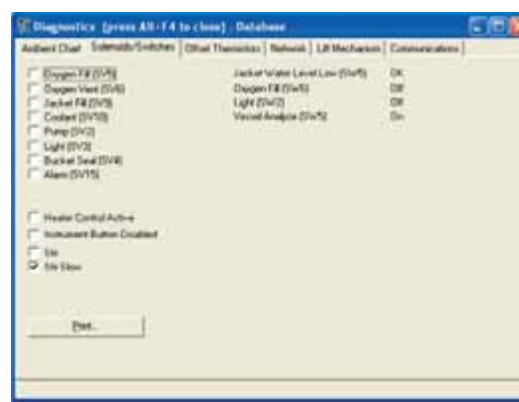 Diagnostics (press Alt+F4 to close) - Database
Ambient Chart Solenoids/Switches Offset Thermistors Network Lift Mechanism Communications
Oxygen Fill (SV5) Jacket Water Level Low (SW5) OK
Oxygen Vent (SV6) Oxygen Fill (SW6) Off
Jacket Fill (SV9) Light (SW2) Off
Coolant (SV10) Vessel Analyze (SW5) On
Pump (SV2)
Light (SV3)
Bucket Seal (SV4)
Alarm (SV15)
Heater Control Active
Instrument Button Disabled
Stir
Stir Slow
Print...